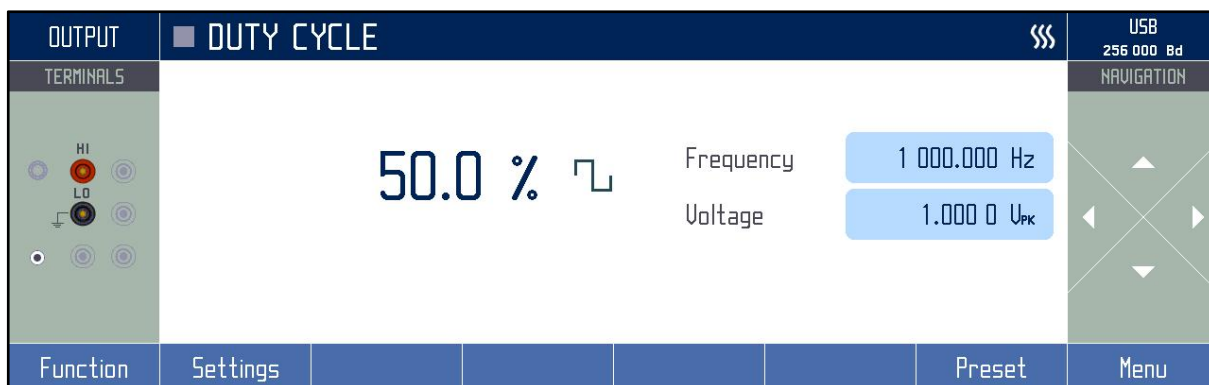 OUTPUT
DUTY CYCLE
USB
256 000 Bd
TERMINALS
NAVIGATION
HI
LO
50.0 %
Frequency 1 000.000 Hz
Voltage 1.000 0 VPK
Function Settings Preset Menu